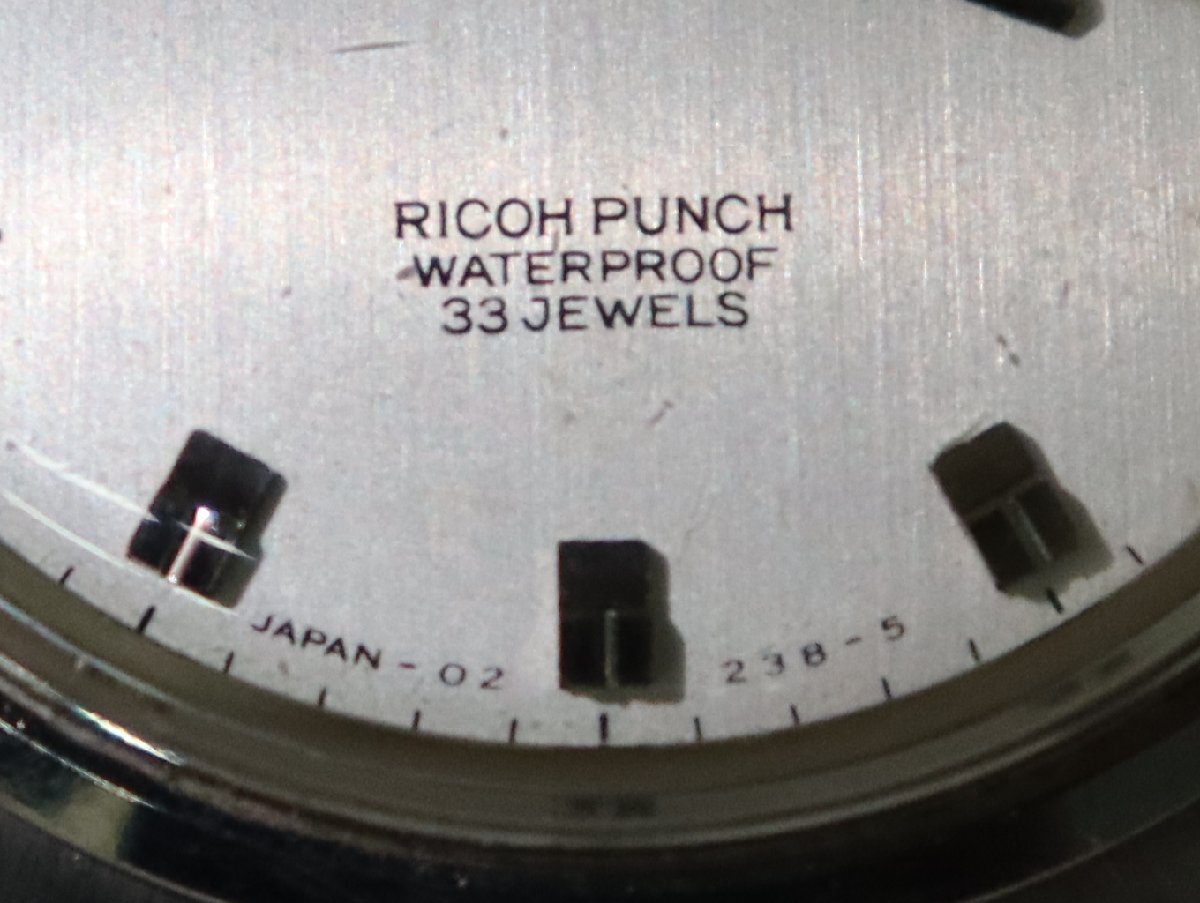 RICOH PUNCH
WATERPROOF
33 JEWELS
JAPAN - 02 238 - 5